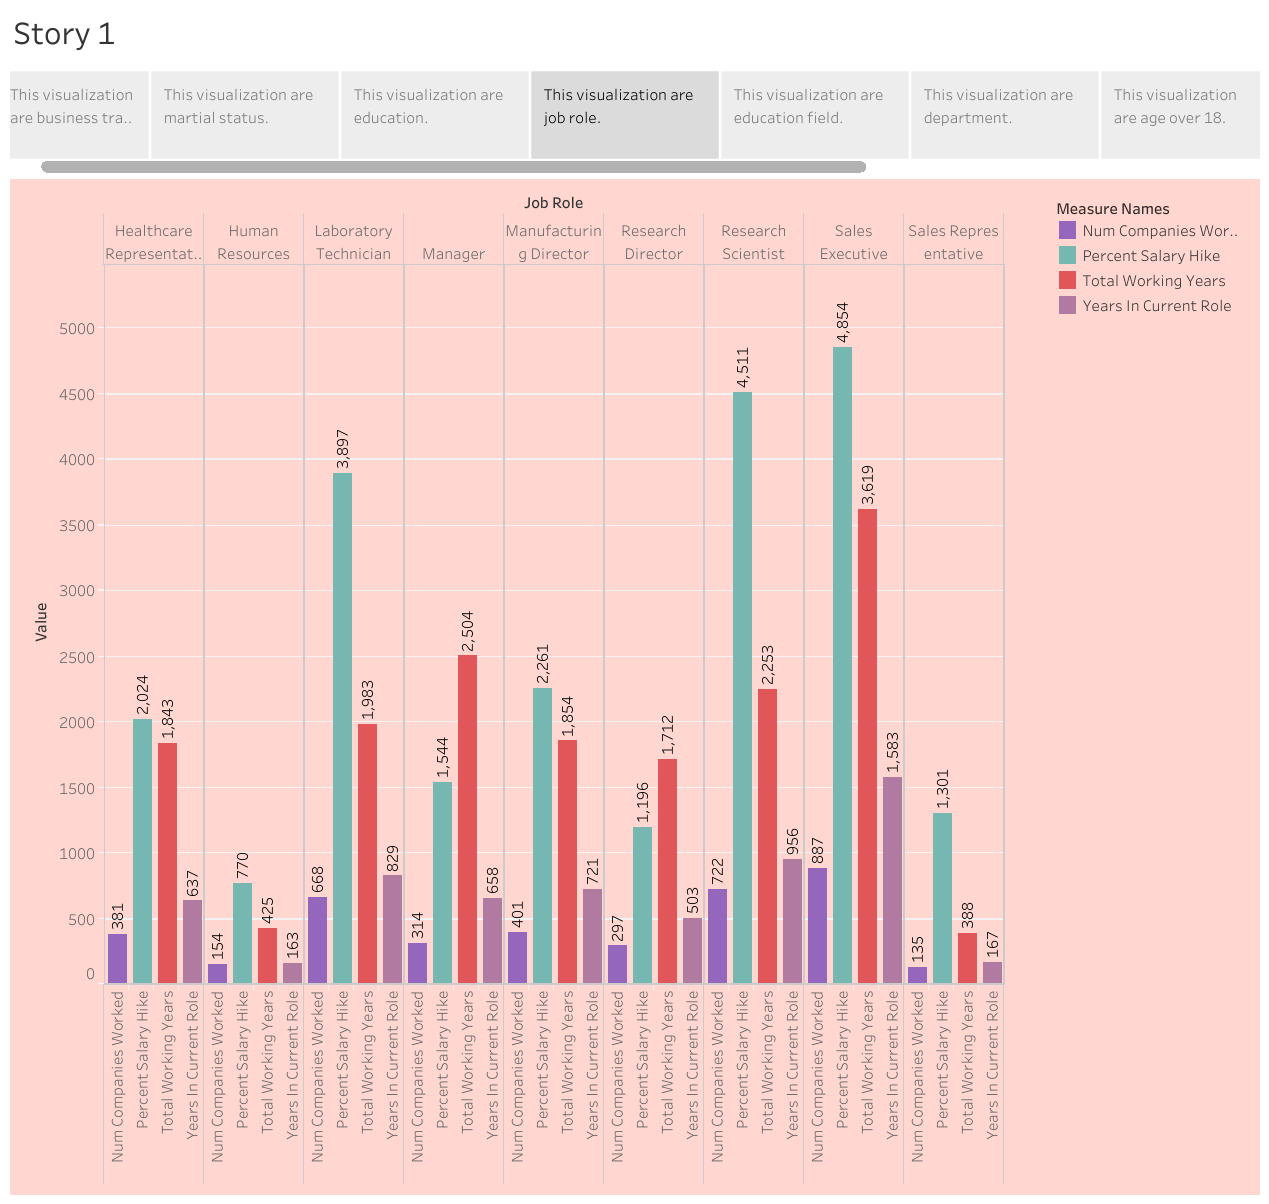 Story 1
This visualization
are business tra..
This visualization are
martial status.
This visualization are
education.
This visualization are
job role.
This visualization are
education field.
This visualization are
department.
This visualization
are age over 18.
Job Role
Healthcare
Representat..
Human
Resources
Laboratory
Technician
Manager
Manufacturin
g Director
Research
Director
Research
Scientist
Sales
Executive
Sales Repres
entative
Measure Names
Num Companies Wor..
Percent Salary Hike
Total Working Years
Years In Current Role
Value
5000
4500
4000
3500
3000
2500
2000
1500
1000
500
0
381
2,024
1,843
637
154
770
425
163
668
3,897
1,983
829
314
1,544
2,504
658
401
2,261
1,854
721
297
1,196
1,712
503
722
4,511
2,253
956
887
4,854
3,619
1,583
135
1,301
388
167
Num Companies Worked
Percent Salary Hike
Total Working Years
Years In Current Role
Num Companies Worked
Percent Salary Hike
Total Working Years
Years In Current Role
Num Companies Worked
Percent Salary Hike
Total Working Years
Years In Current Role
Num Companies Worked
Percent Salary Hike
Total Working Years
Years In Current Role
Num Companies Worked
Percent Salary Hike
Total Working Years
Years In Current Role
Num Companies Worked
Percent Salary Hike
Total Working Years
Years In Current Role
Num Companies Worked
Percent Salary Hike
Total Working Years
Years In Current Role
Num Companies Worked
Percent Salary Hike
Total Working Years
Years In Current Role
Num Companies Worked
Percent Salary Hike
Total Working Years
Years In Current Role